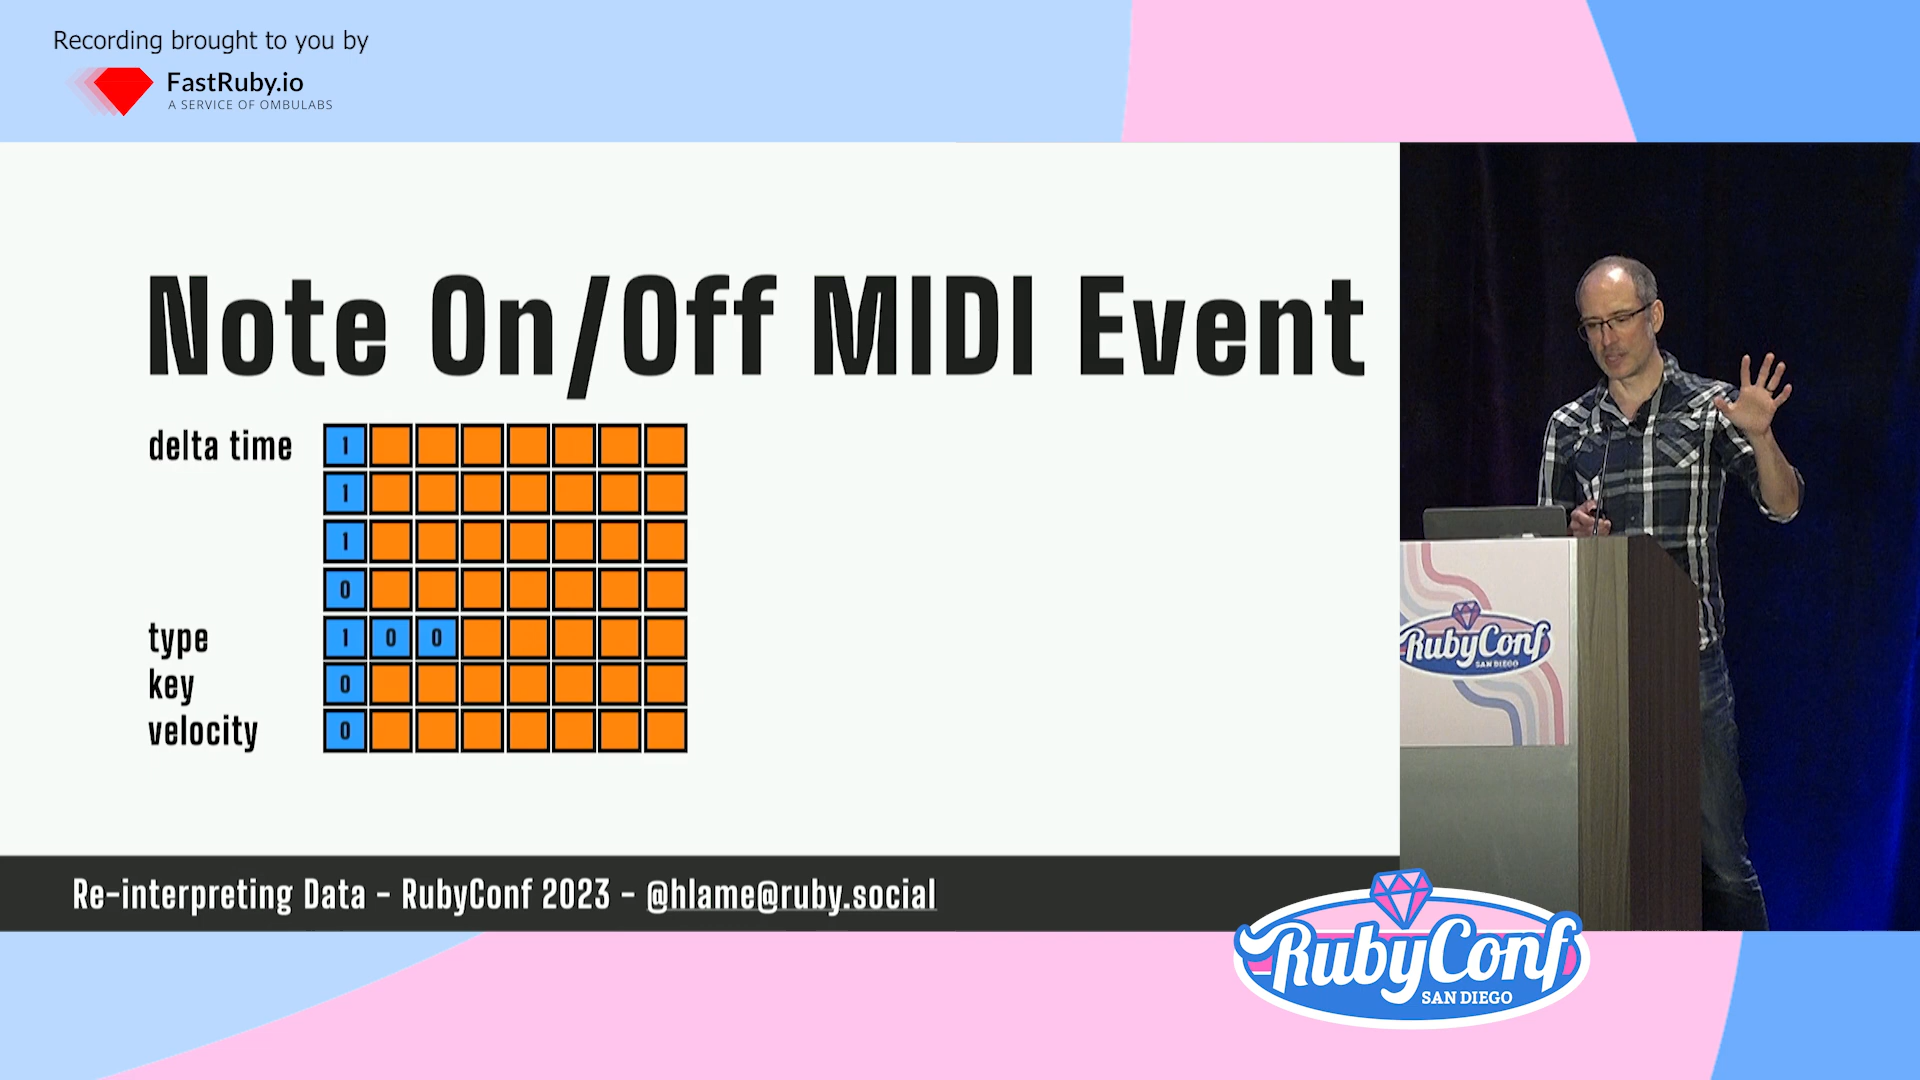 Recording brought to you by
FastRuby.io
A SERVICE OF OMBULABS
Note On/Off MIDI Event
delta time 1
1
1
0
type 1 0 0
key 0
velocity 0
Re-interpreting Data - RubyConf 2023 - @hlame@ruby.social
RubyConf
SAN DIEGO
RubyConf
SAN DIEGO